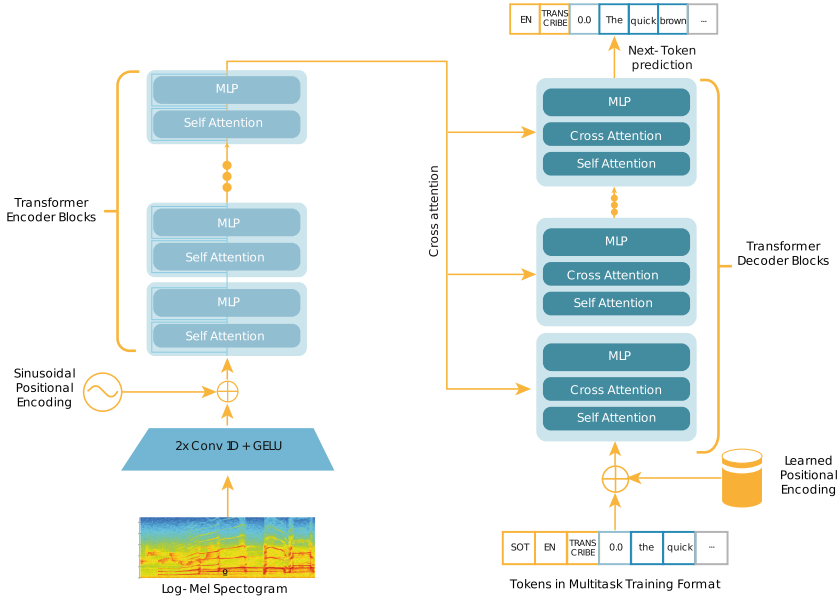 EN TRANS CRIBE 0.0 The quick brown ...
Next- Token
prediction
MLP
Self Attention
Transformer
Encoder Blocks
MLP
Self Attention
MLP
Self Attention
Sinusoidal
Positional
Encoding
2x Conv 1D + GELU
Log- Mel Spectogram
Cross attention
MLP
Cross Attention
Self Attention
MLP
Cross Attention
Self Attention
Transformer
Decoder Blocks
MLP
Cross Attention
Self Attention
Learned
Positional
Encoding
SOT EN TRANS CRIBE 0.0 the quick ...
Tokens in Multitask Training Format